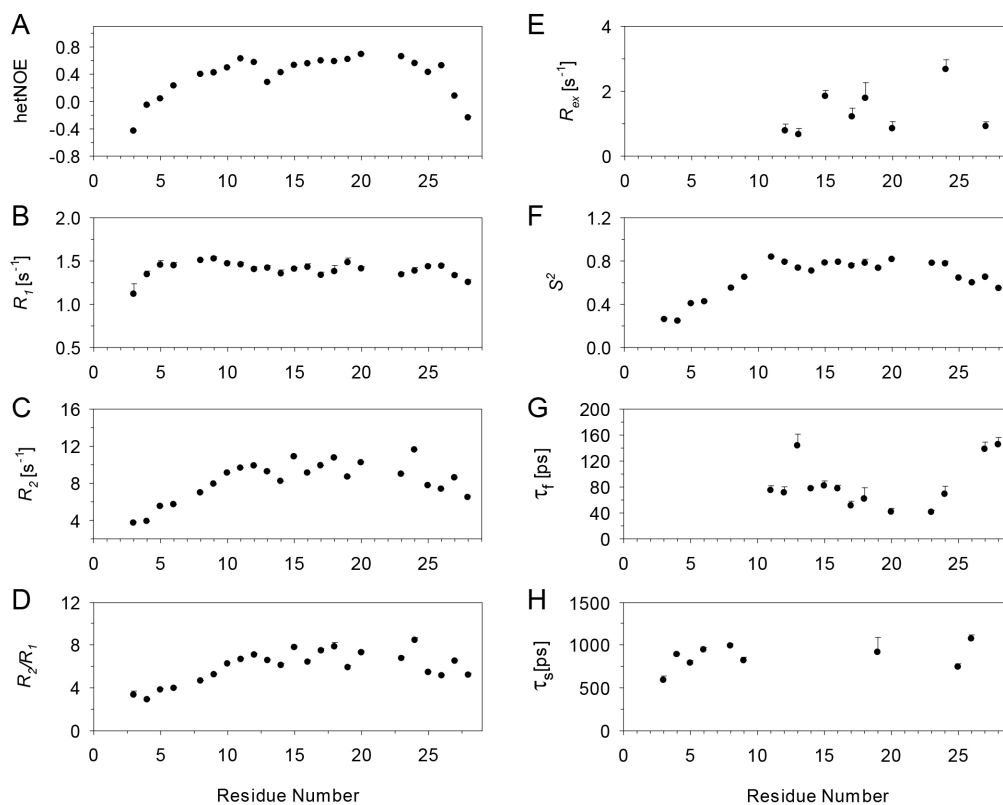 A
hetNOE
0.8
0.4
0.0
-0.4
-0.8
0 5 10 15 20 25
B
R1 [s-1]
2.0
1.5
1.0
0.5
0 5 10 15 20 25
C
R2 [s-1]
16
12
8
4
0 5 10 15 20 25
D
R2/R1
12
8
4
0
0 5 10 15 20 25
Residue Number
E
Rex [s-1]
4
2
0
0 5 10 15 20 25
F
S2
1.2
0.8
0.4
0.0
0 5 10 15 20 25
G
τf [ps]
200
160
120
80
40
0
0 5 10 15 20 25
H
τs[ps]
1500
1000
500
0
0 5 10 15 20 25
Residue Number